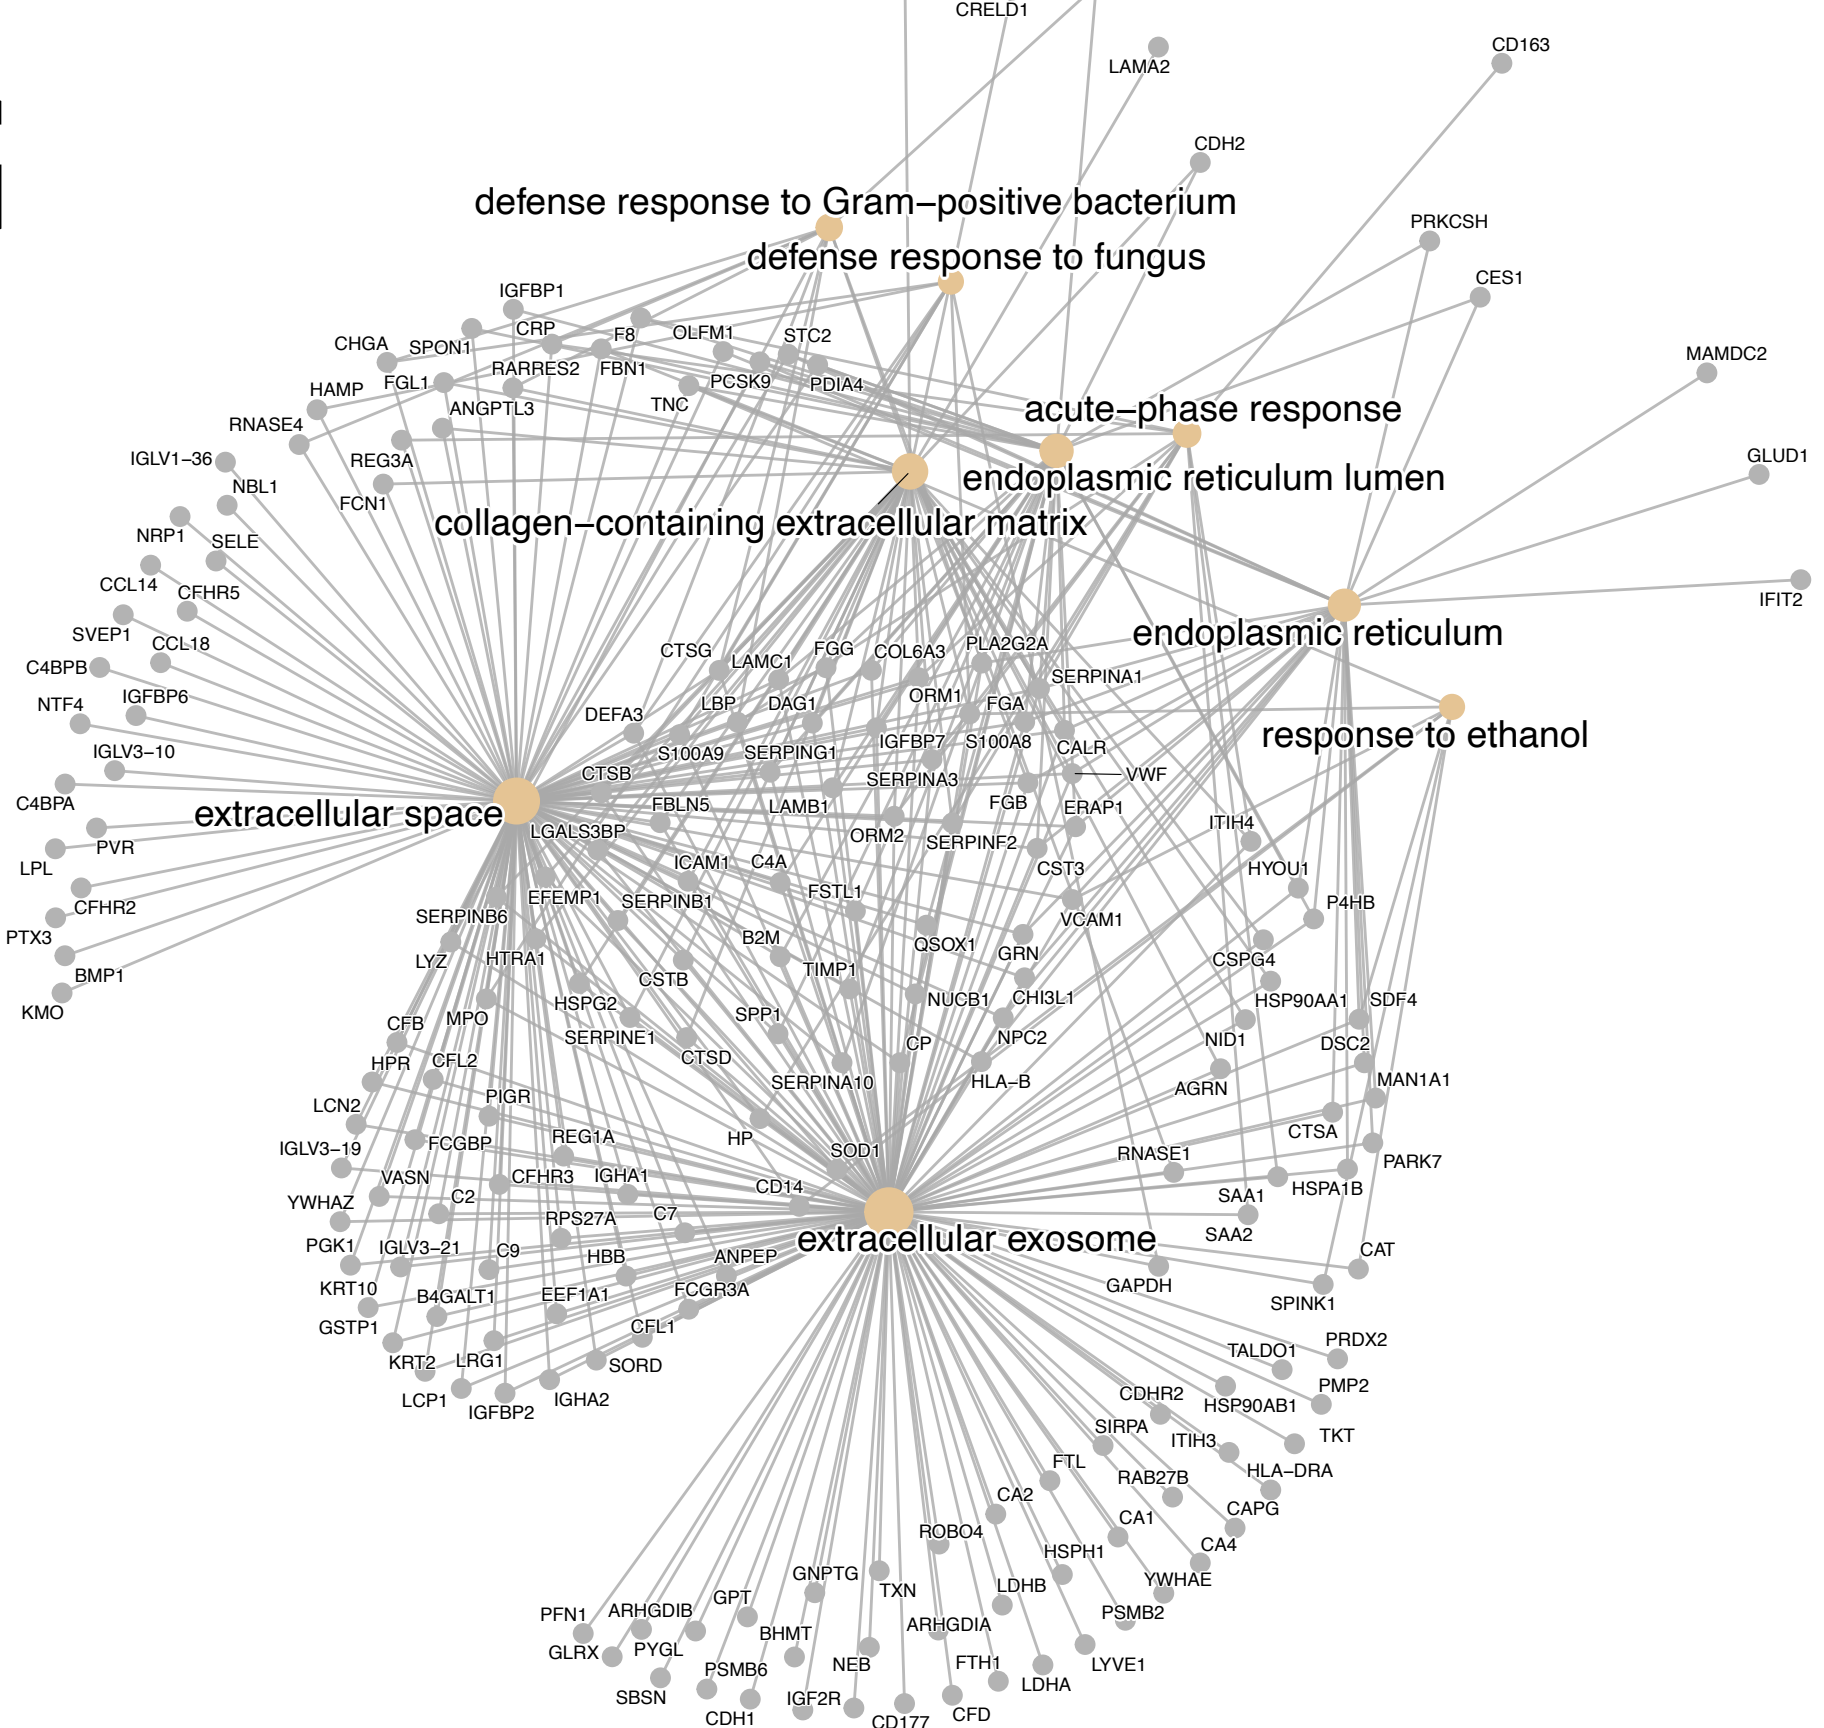 CRELD1
LAMA2
CD163
CDH2
defense response to Gram−positive bacterium
PRKCSH
defense response to fungus
CES1
IGFBP1
CRP
F8
OLFM1
STC2
CHGA
SPON1
RARRES2
FBN1
PCSK9
PDIA4
MAMDC2
HAMP
FGL1
ANGPTL3
TNC
acute−phase response
RNASE4
IGLV1−36
REG3A
GLUD1
endoplasmic reticulum lumen
NBL1
FCN1
collagen−containing extracellular matrix
NRP1
SELE
CCL14
CFHR5
IFIT2
SVEP1
CCL18
endoplasmic reticulum
CTSG
LAMC1
FGG
COL6A3
PLA2G2A
C4BPB
SERPINA1
NTF4
IGFBP6
DEFA3
LBP
DAG1
ORM1
FGA
response to ethanol
IGLV3−10
S100A9
SERPING1
IGFBP7
S100A8
CALR
CTSB
SERPINA3
VWF
C4BPA
extracellular space
FBLN5
LAMB1
FGB
ERAP1
PVR
LGALS3BP
ORM2
SERPINF2
ITIH4
LPL
ICAM1
C4A
CST3
HYOU1
CFHR2
EFEMP1
SERPINB1
FSTL1
P4HB
PTX3
SERPINB6
B2M
QSOX1
VCAM1
BMP1
LYZ
HTRA1
CSTB
TIMP1
GRN
CSPG4
KMO
MPO
HSPG2
NUCB1
CHI3L1
HSP90AA1
SDF4
CFB
SERPINE1
SPP1
CP
NPC2
NID1
DSC2
HPR
CFL2
CTSD
SERPINA10
HLA−B
AGRN
MAN1A1
LCN2
PIGR
HP
CTSA
IGLV3−19
FCGBP
REG1A
SOD1
RNASE1
PARK7
VASN
CFHR3
IGHA1
CD14
HSPA1B
YWHAZ
C2
RPS27A
C7
SAA1
SAA2
PGK1
IGLV3−21
C9
HBB
ANPEP
extracellular exosome
CAT
KRT10
B4GALT1
EEF1A1
FCGR3A
GAPDH
SPINK1
GSTP1
CFL1
KRT2
LRG1
SORD
TALDO1
PRDX2
LCP1
IGFBP2
IGHA2
CDHR2
HSP90AB1
PMP2
SIRPA
ITIH3
TKT
FTL
RAB27B
HLA−DRA
CA2
CA1
CAPG
ROBO4
HSPH1
CA4
GNPTG
TXN
LDHB
YWHAE
PFN1
ARHGDIB
GPT
ARHGDIA
PSMB2
GLRX
PYGL
BHMT
NEB
FTH1
LYVE1
SBSN
PSMB6
IGF2R
LDHA
CDH1
CD177
CFD